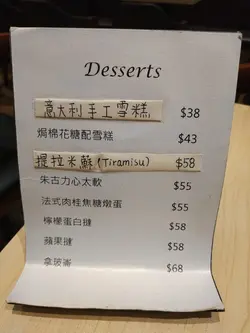 Desserts
意大利手工雪糕 $38
焗棉花糖配雪糕 $43
提拉米蘇(Tiramisu) $58
朱古力心太軟 $55
法式肉桂焦糖燉蛋 $55
檸檬蛋白撻 $58
蘋果撻 $58
拿破崙 $68